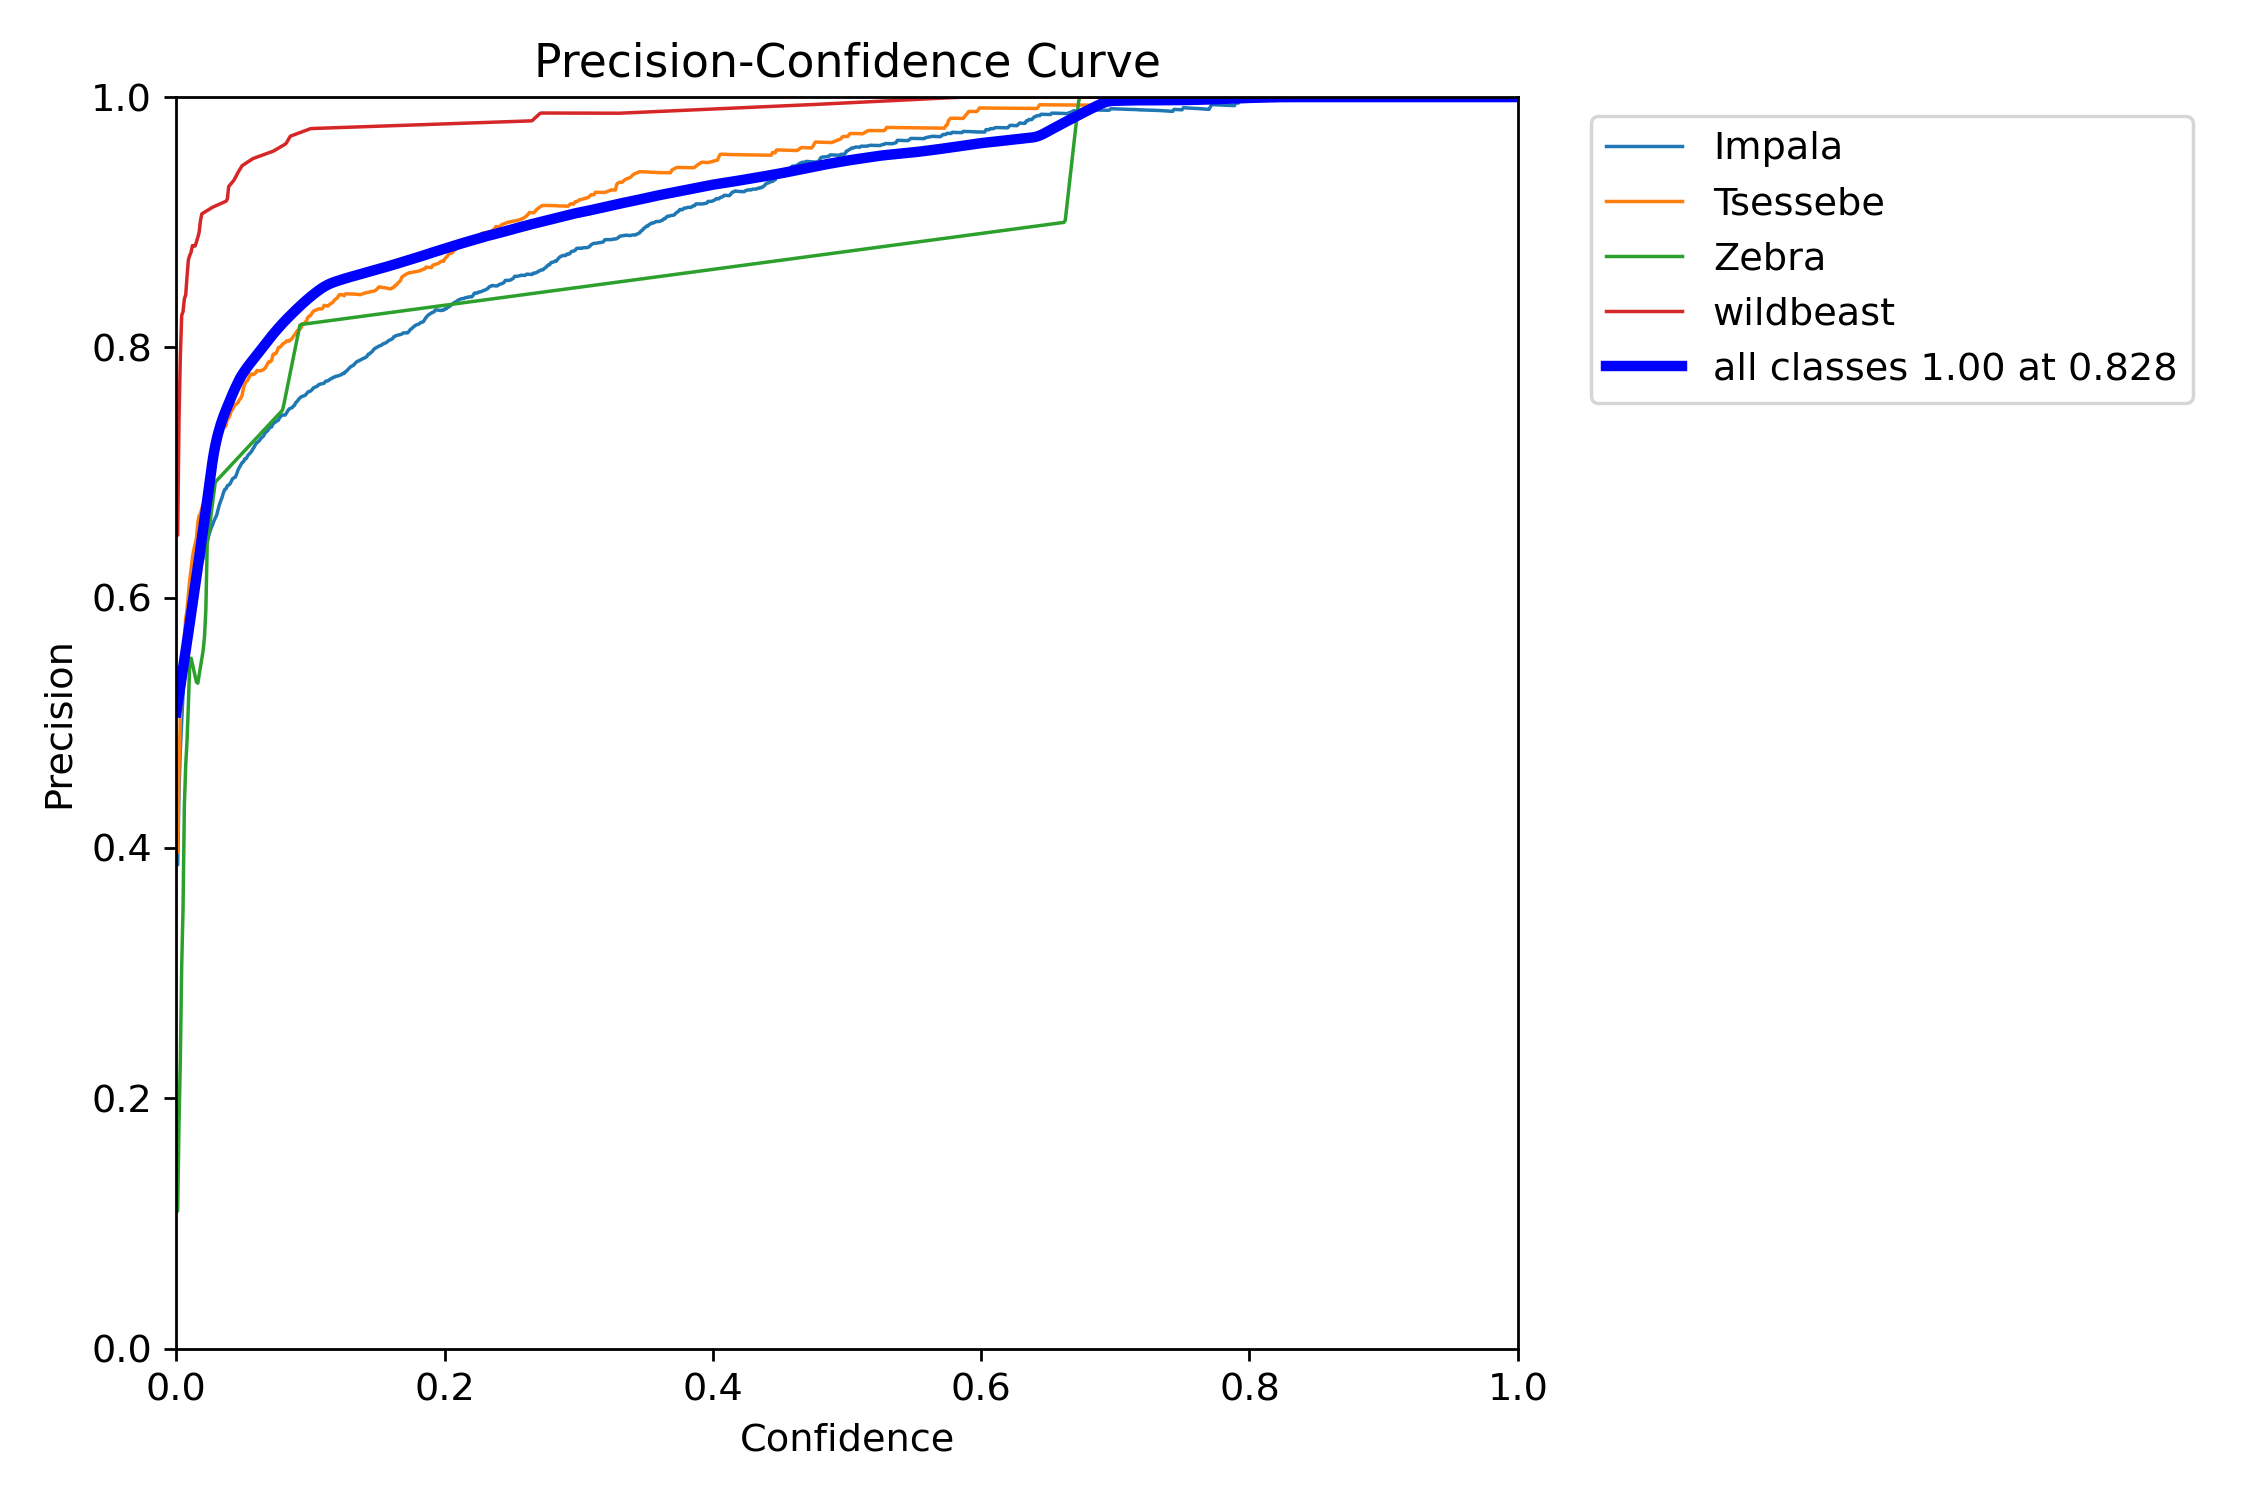 Precision-Confidence Curve
1.0
0.8
0.6
0.4
0.2
0.0
Precision
0.0 0.2 0.4 0.6 0.8 1.0
Confidence
Impala
Tsessebe
Zebra
wildbeast
all classes 1.00 at 0.828